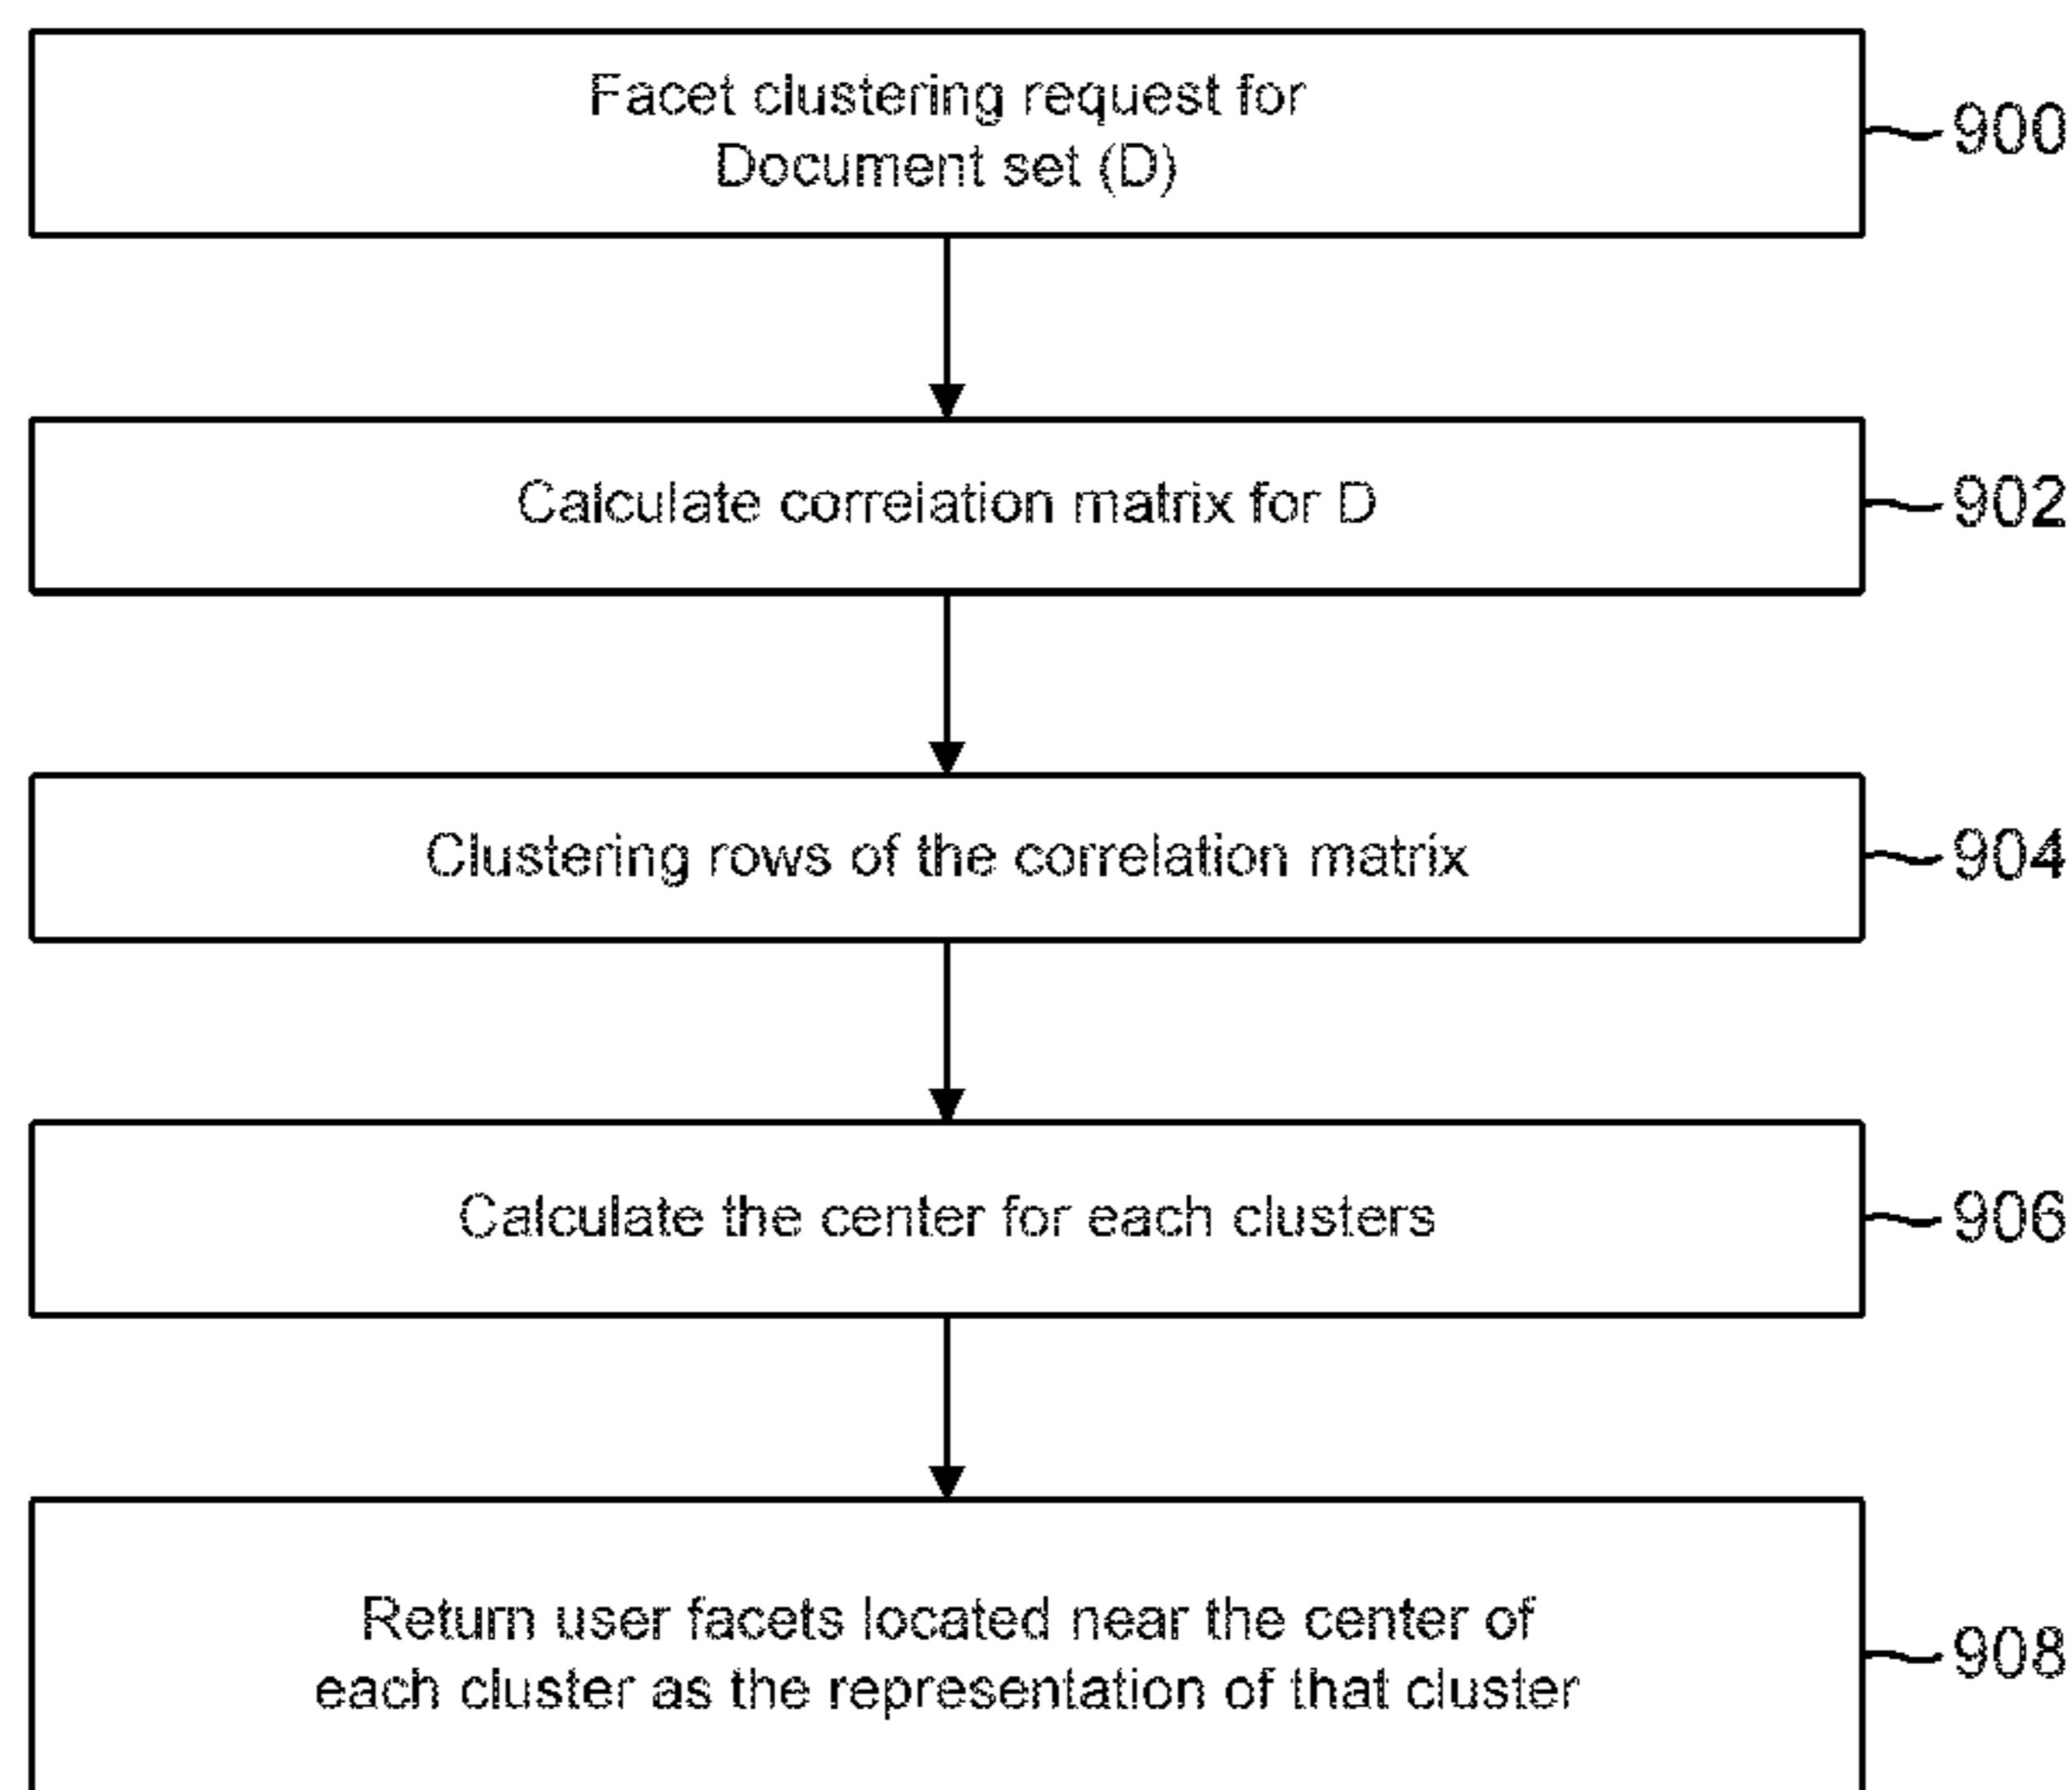 Facet clustering request for
Document set (D)
900
Calculate correlation matrix for D
902
Clustering rows of the correlation matrix
904
Calculate the center for each clusters
906
Return user facets located near the center of
each cluster as the representation of that cluster
908